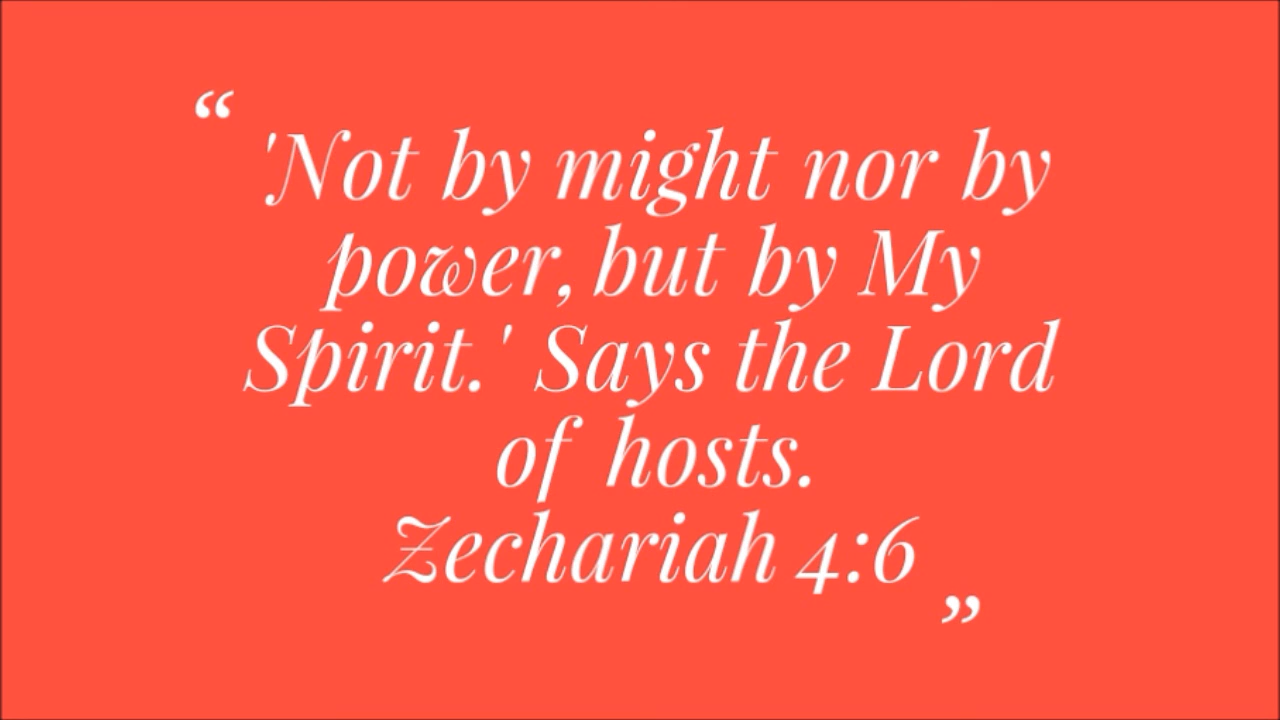 “ 'Not by might nor by
power, but by My
Spirit.' Says the Lord
of hosts.
Zechariah 4:6 ”